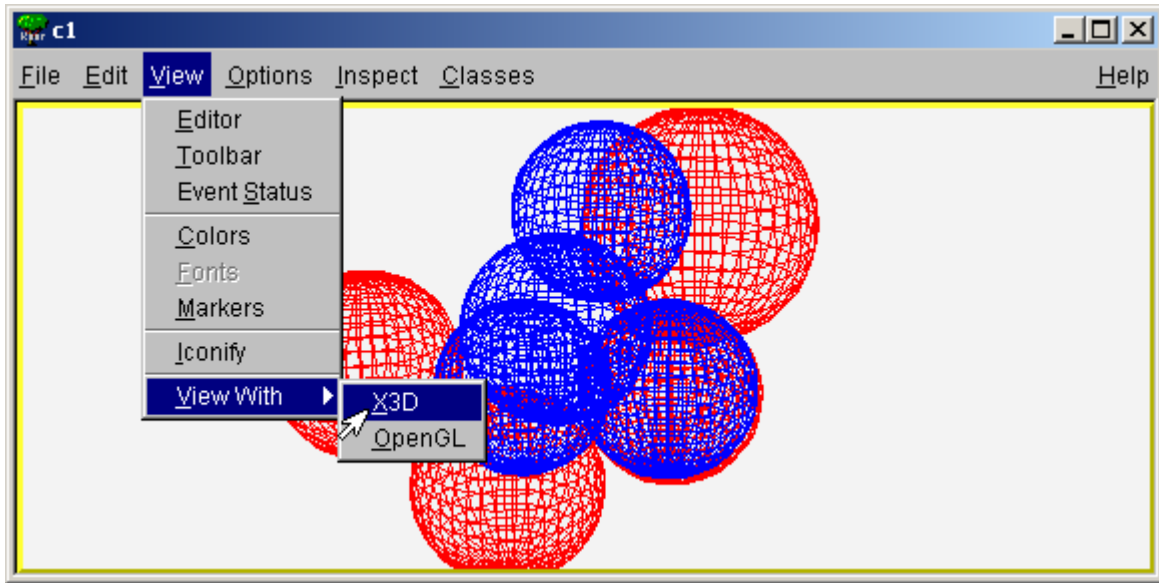 c1
File Edit View Options Inspect Classes Help
Editor
Toolbar
Event Status
Colors
Fonts
Markers
Iconify
View With
X3D
OpenGL